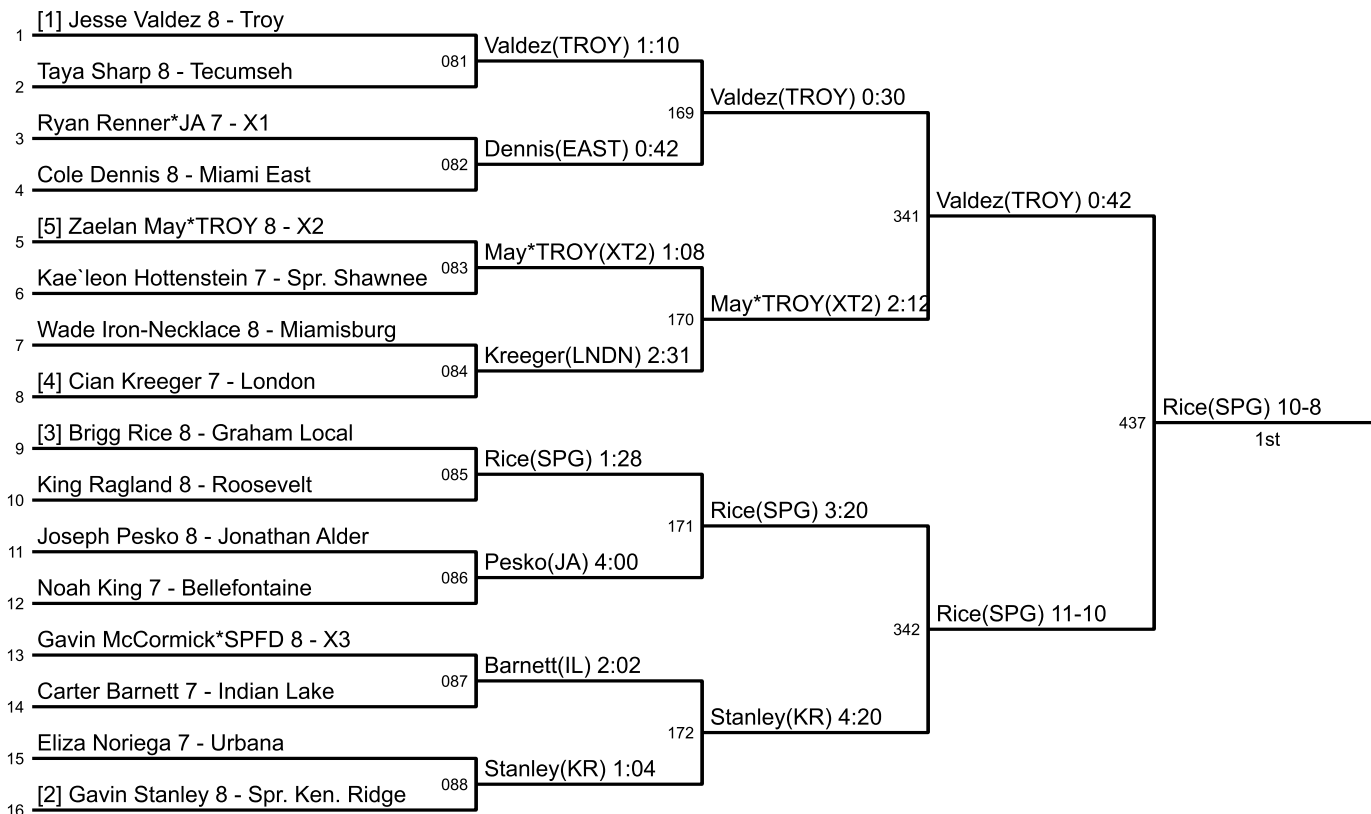 [1] Jesse Valdez 8 - Troy
1
Taya Sharp 8 - Tecumseh
2
Ryan Renner*JA 7 - X1
3
Cole Dennis 8 - Miami East
4
[5] Zaelan May*TROY 8 - X2
5
Kae`leon Hottenstein 7 - Spr. Shawnee
6
Wade Iron-Necklace 8 - Miamisburg
7
[4] Cian Kreeger 7 - London
8
[3] Brigg Rice 8 - Graham Local
9
King Ragland 8 - Roosevelt
10
Joseph Pesko 8 - Jonathan Alder
11
Noah King 7 - Bellefontaine
12
Gavin McCormick*SPFD 8 - X3
13
Carter Barnett 7 - Indian Lake
14
Eliza Noriega 7 - Urbana
15
[2] Gavin Stanley 8 - Spr. Ken. Ridge
16
081
Valdez(TROY) 1:10
082
Dennis(EAST) 0:42
083
May*TROY(XT2) 1:08
084
Kreeger(LNDN) 2:31
085
Rice(SPG) 1:28
086
Pesko(JA) 4:00
087
Barnett(IL) 2:02
088
Stanley(KR) 1:04
169
Valdez(TROY) 0:30
170
May*TROY(XT2) 2:12
171
Rice(SPG) 3:20
172
Stanley(KR) 4:20
341
Valdez(TROY) 0:42
342
Rice(SPG) 11-10
437
Rice(SPG) 10-8
1st